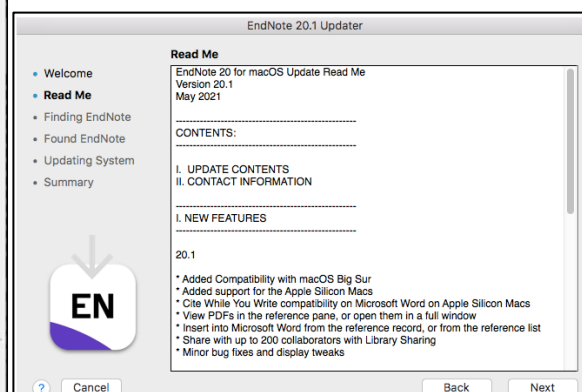 EndNote 20.1 Updater
Read Me
• Welcome
• Read Me
• Finding EndNote
• Found EndNote
• Updating System
• Summary
EndNote 20 for macOS Update Read Me
Version 20.1
May 2021
------------------------------------------------
CONTENTS:
------------------------------------------------
I. UPDATE CONTENTS
II. CONTACT INFORMATION
------------------------------------------------
I. NEW FEATURES
------------------------------------------------
20.1
* Added Compatibility with macOS Big Sur
* Added support for the Apple Silicon Macs
* Cite While You Write compatibility on Microsoft Word on Apple Silicon Macs
* View PDFs in the reference pane, or open them in a full window
* Insert into Microsoft Word from the reference record, or from the reference list
* Share with up to 200 collaborators with Library Sharing
* Minor bug fixes and display tweaks
EN
? Cancel Back Next